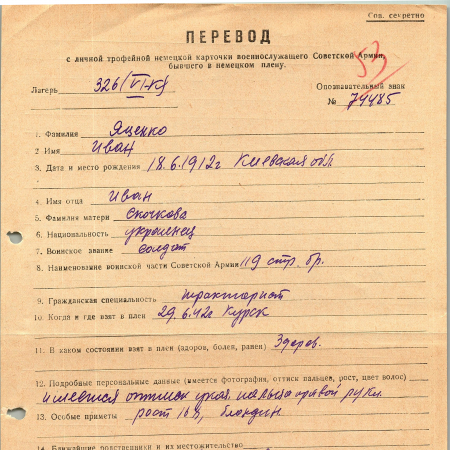 Сов. секретно
ПЕРЕВОД
с личной трофейной немецкой карточки военнослужащего Советской Армии,
бывшего в немецком плену.
53
Лагерь 326/VI-К
Опознавательный знак
№ 74485
1. Фамилия Яценко
2 Имя Иван
3. Дата и место рождения 18.6.1912г Киевская обл.
4. Имя отца Иван
5. Фамилия матери
6. Национальность украинец
7. Воинское звание солдат
8. Наименование воинской части Советской Армии 119 стр. бр.
9. Гражданская специальность тракторист
10. Когда и где взят в плен 29.6.42г Курск
11. В каком состоянии взят в плен (здоров, болен, ранен) Здоров.
12. Подробные персональные данные (имеется фотография, оттиск пальцев, рост, цвет волос)
имеется оттиск указ. пальца правой руки.
13. Особые приметы рост блондин
14. Ближайшие родственники и их местожительство